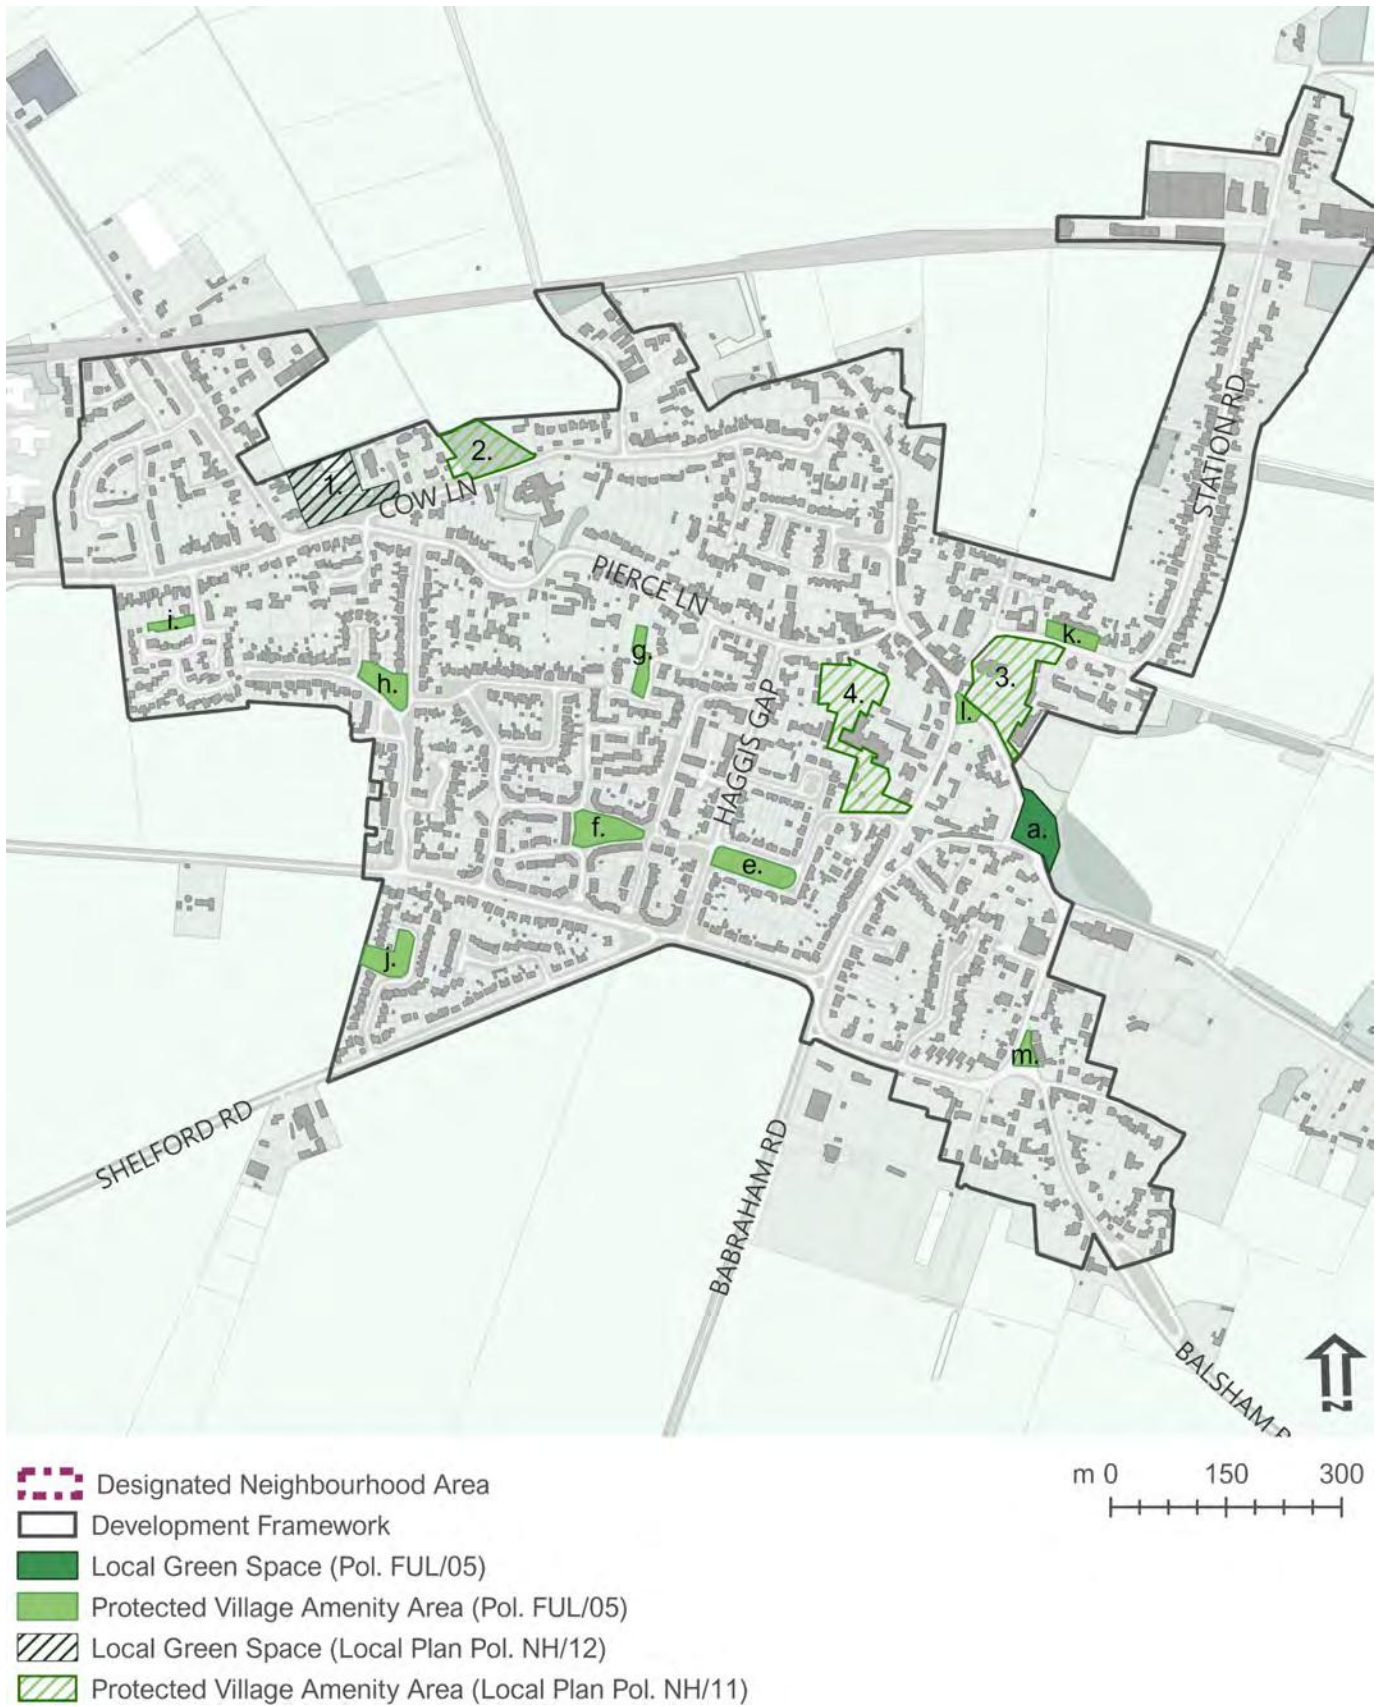 STATION RD
2.
1.
COW LN
PIERCE LN
i.
k.
g.
h.
3.
4.
l.
HAGGIS GAP
f.
a.
e.
j.
m.
SHELFORD RD
BABRAHAM RD
BALSHAM R
N
m 0 150 300
Designated Neighbourhood Area
Development Framework
Local Green Space (Pol. FUL/05)
Protected Village Amenity Area (Pol. FUL/05)
Local Green Space (Local Plan Pol. NH/12)
Protected Village Amenity Area (Local Plan Pol. NH/11)